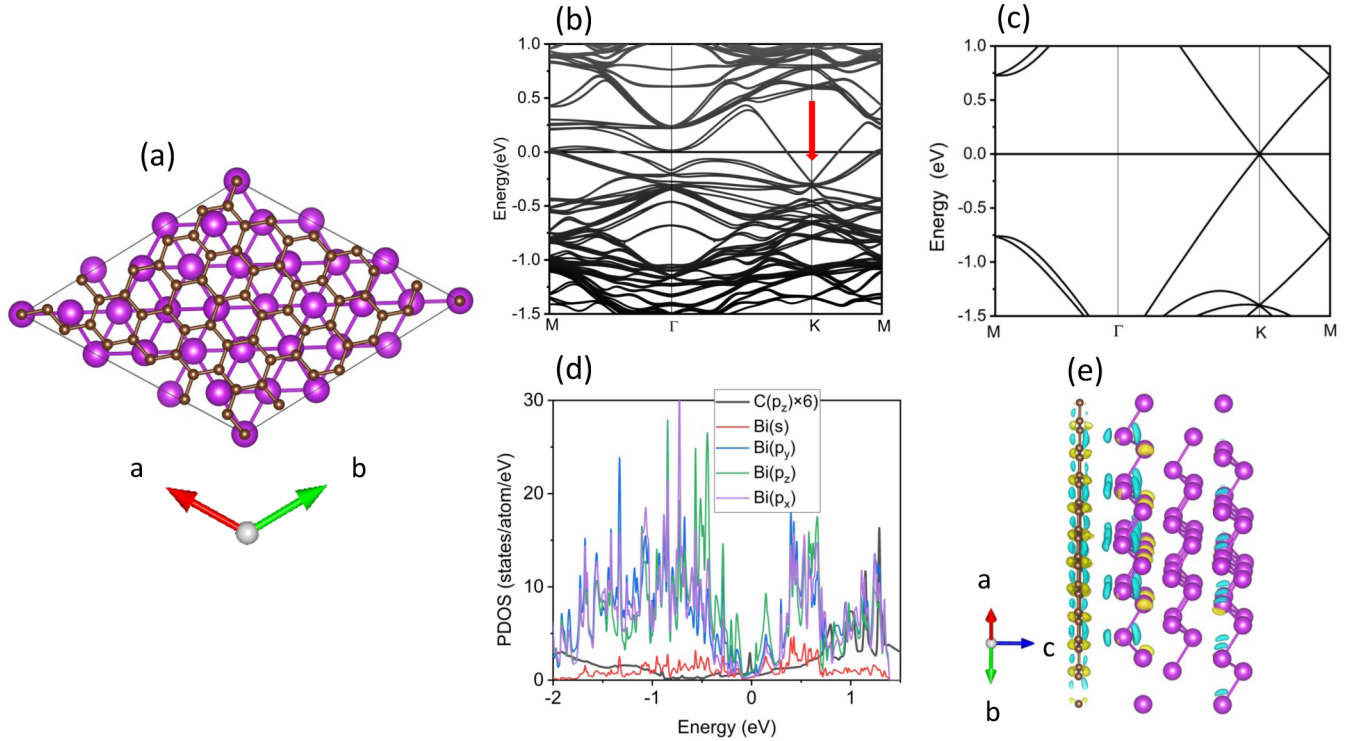 (a)
a
b
(b)
Energy(eV)
1.0
0.5
0.0
-0.5
-1.0
-1.5
M
Γ
K
M
(c)
Energy (eV)
1.0
0.5
0.0
-0.5
-1.0
-1.5
M
Γ
K
M
(d)
PDOS (states/atom/eV)
30
20
10
0
-2
-1
0
1
Energy (eV)
C(pz)×6)
Bi(s)
Bi(py)
Bi(pz)
Bi(px)
(e)
a
c
b